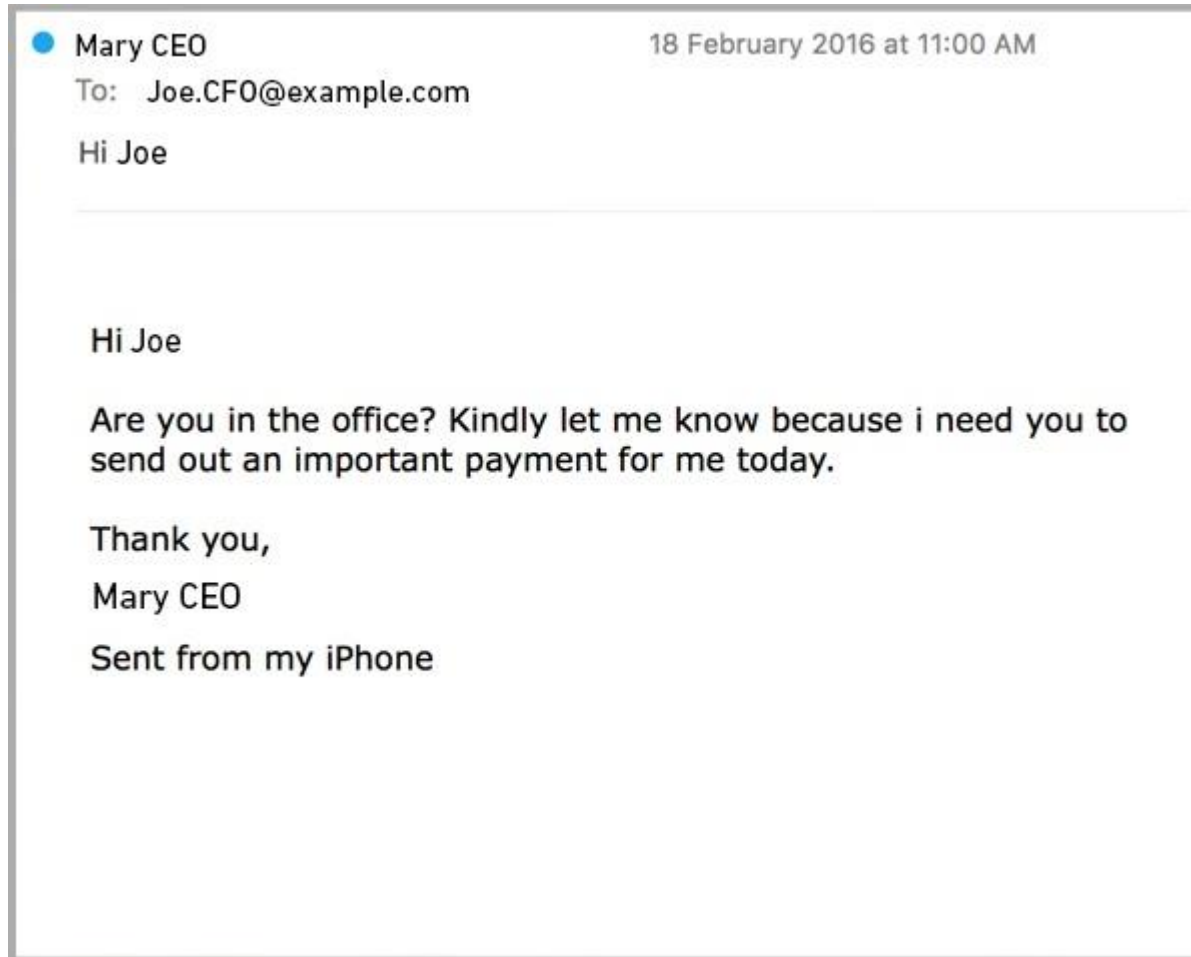 Mary CEO 18 February 2016 at 11:00 AM
To: Joe.CFO@example.com
Hi Joe
Hi Joe
Are you in the office? Kindly let me know because i need you to
send out an important payment for me today.
Thank you,
Mary CEO
Sent from my iPhone